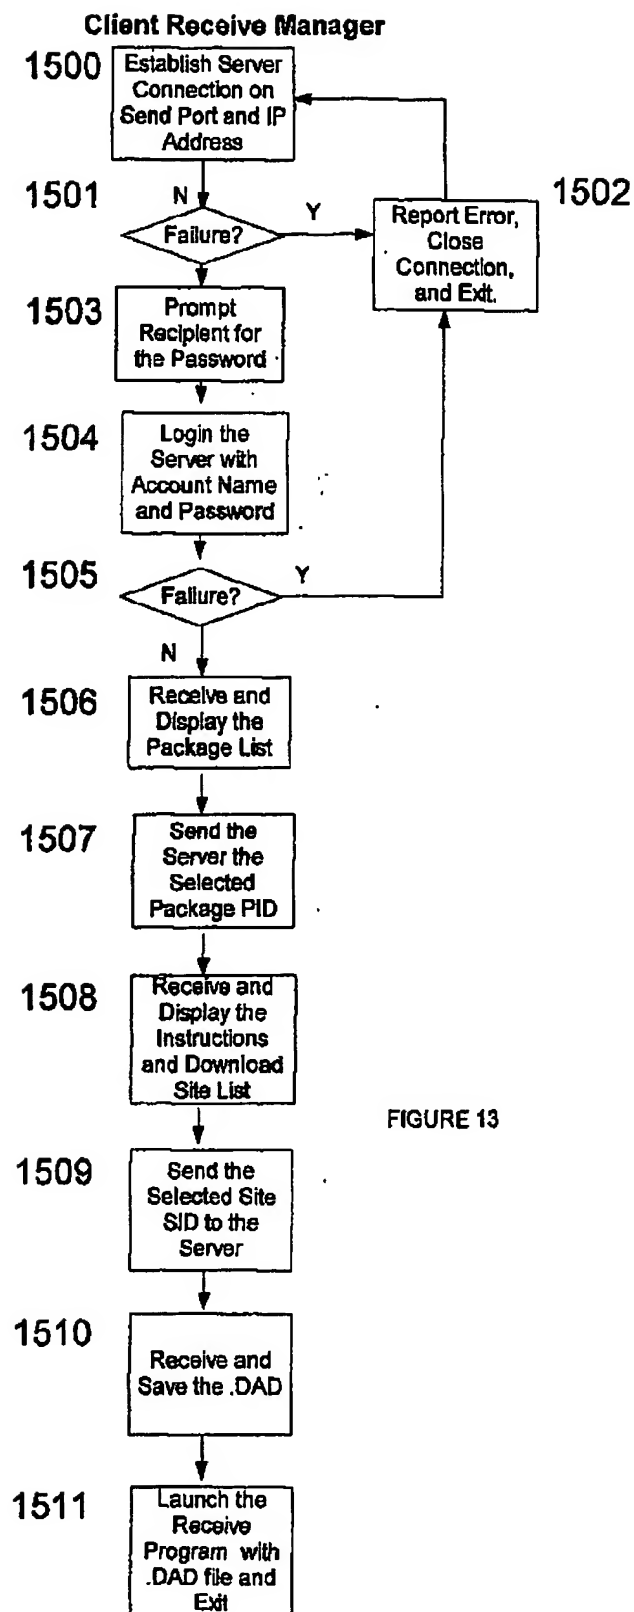 Client Receive Manager
1500
Establish Server
Connection on
Send Port and IP
Address
1501
N
Failure?
Y
1502
Report Error,
Close
Connection,
and Exit.
1503
Prompt
Recipient for
the Password
1504
Login the
Server with
Account Name
and Password
1505
Failure?
Y
N
1506
Receive and
Display the
Package List
1507
Send the
Server the
Selected
Package PID
1508
Receive and
Display the
Instructions
and Download
Site List
FIGURE 13
1509
Send the
Selected Site
SID to the
Server
1510
Receive and
Save the .DAD
1511
Launch the
Receive
Program with
.DAD file and
Exit